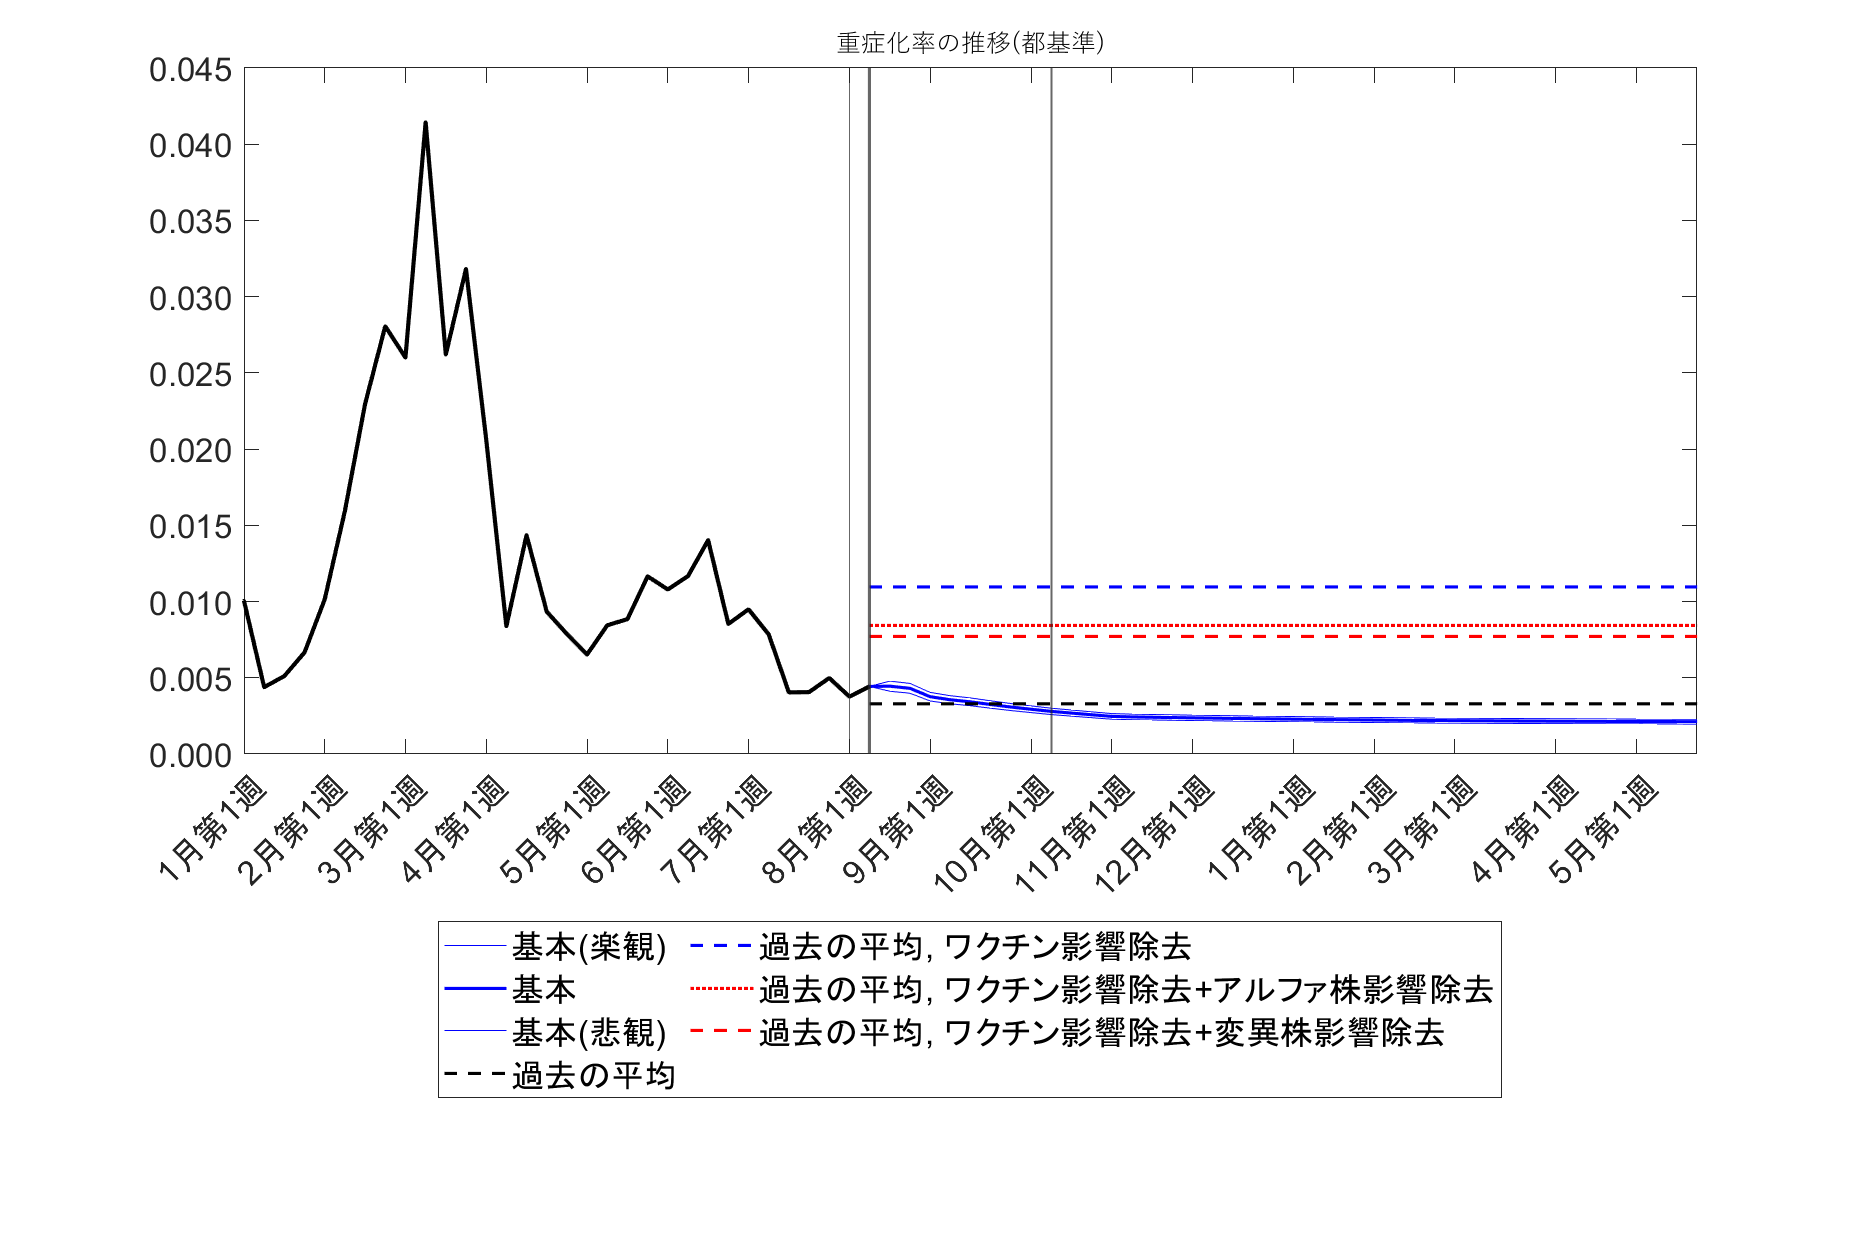 重症化率の推移(都基準)
0.045
0.040
0.035
0.030
0.025
0.020
0.015
0.010
0.005
0.000
1月第1週
2月第1週
3月第1週
4月第1週
5月第1週
6月第1週
7月第1週
8月第1週
9月第1週
10月第1週
11月第1週
12月第1週
1月第1週
2月第1週
3月第1週
4月第1週
5月第1週
基本(楽観)
基本
基本(悲観)
過去の平均
過去の平均, ワクチン影響除去
過去の平均, ワクチン影響除去+アルファ株影響除去
過去の平均, ワクチン影響除去+変異株影響除去